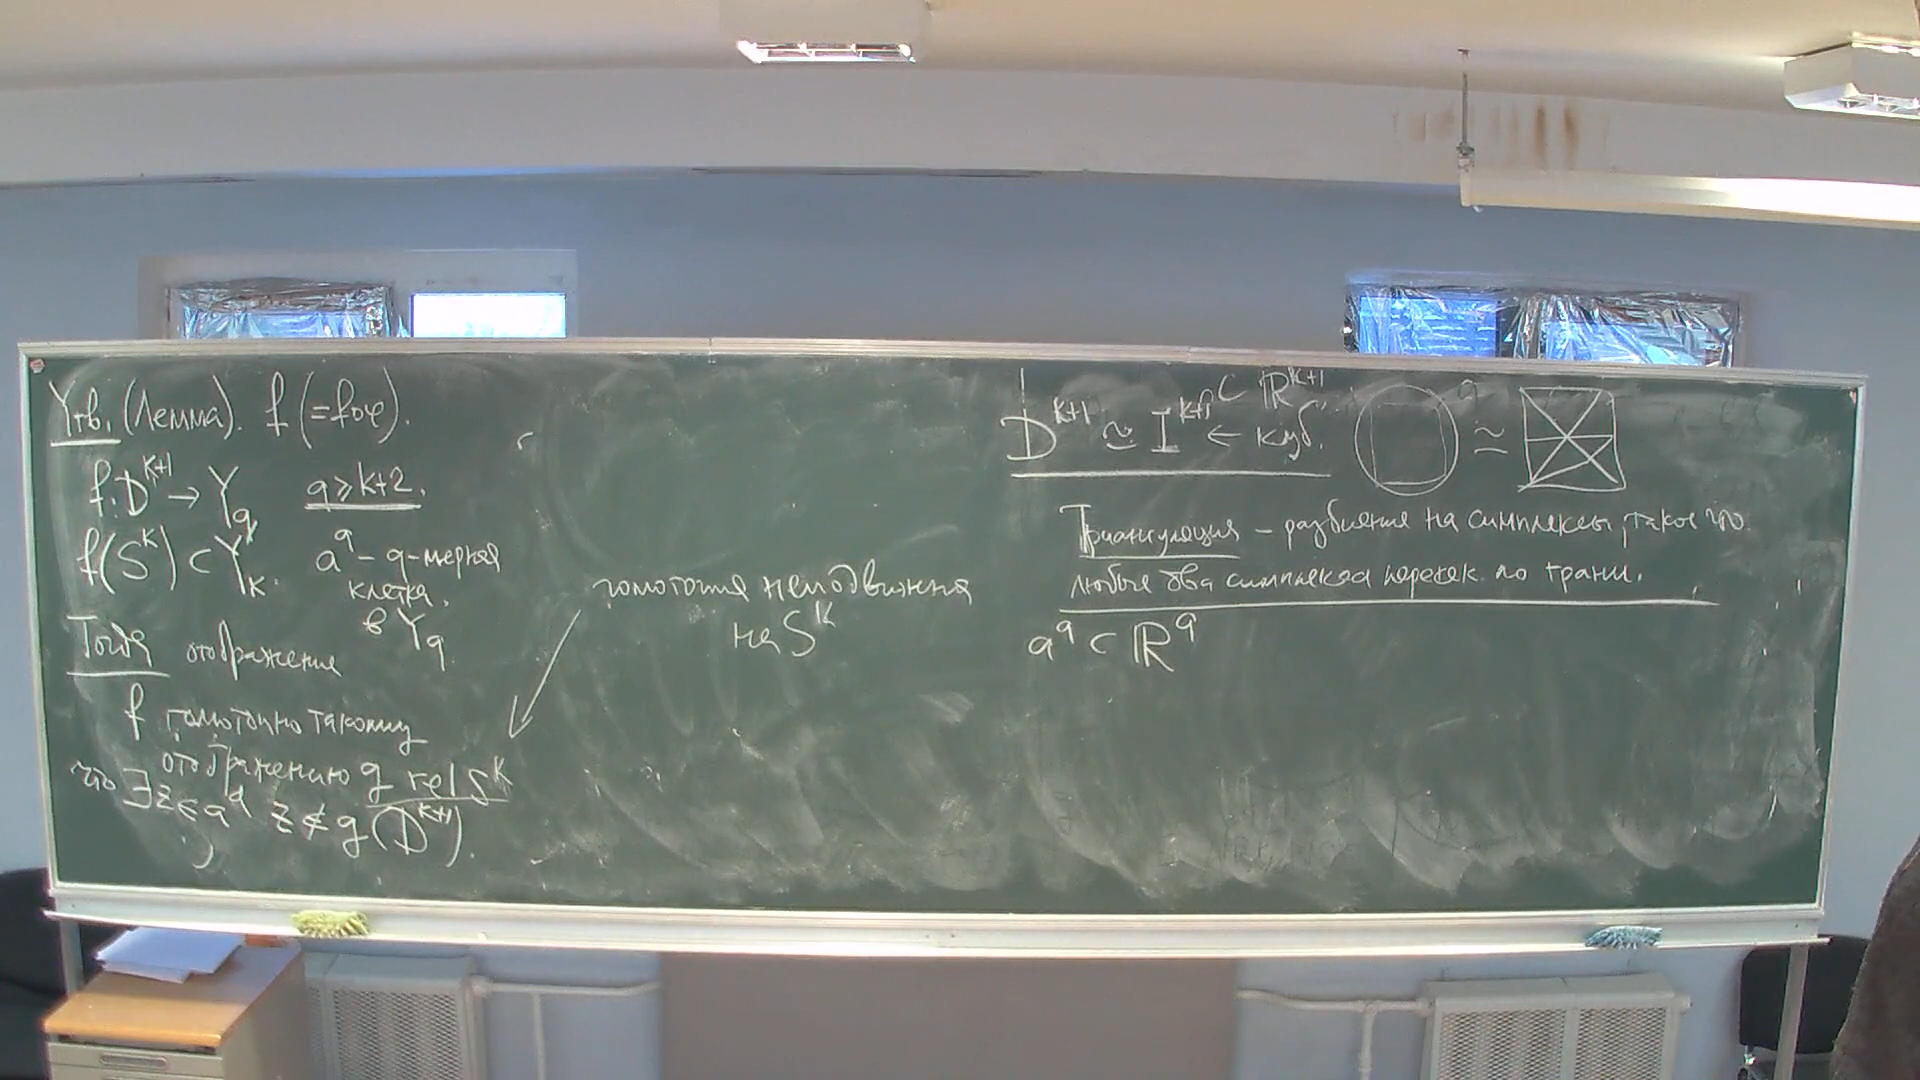 Утв. (Лемма). f (=f∘φ).
f: D^{k+1} → Y_q q ⩾ k+2.
f(S^k) ⊂ Y_k. a^q – q-мерная
клетка.
в Y_q.
Тогда отображение
f гомотопно такому
отображению g rel S^k
что ∃z ∈ a^q z ∉ g(D^{k+1}).
гомотопия неподвижная
на S^k
D^{k+1} ≃ I^{k+1} ⊂ ℝ^{k+1} ← куб. ≃
Триангуляция – разбиение на симплексы, такое что
любые два симплекса пересек. по грани.
a^q ⊂ ℝ^q